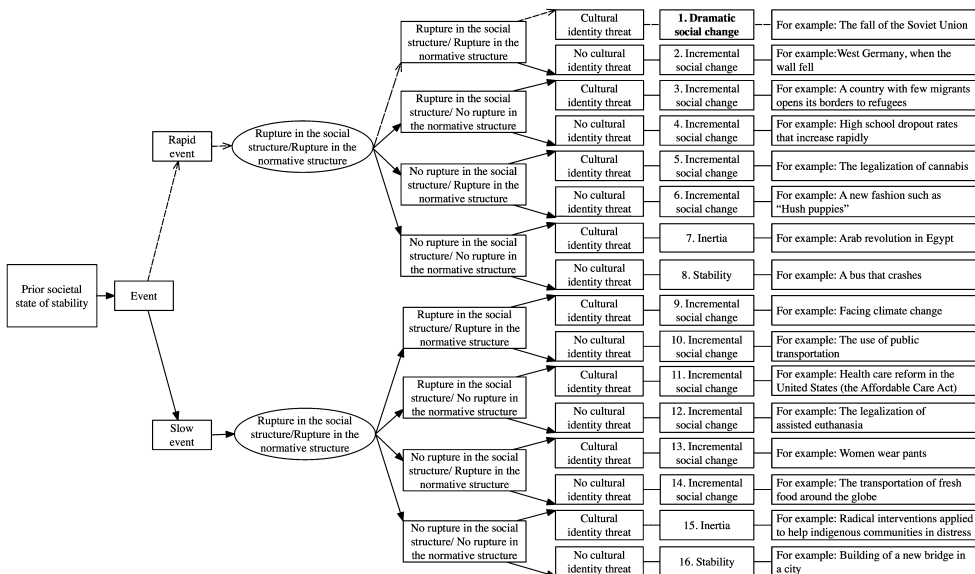 Prior societal
state of stability
Event
Rapid
event
Slow
event
Rupture in the social
structure/Rupture in the
normative structure
Rupture in the social
structure/Rupture in the
normative structure
Rupture in the social
structure/ Rupture in the
normative structure
Rupture in the social
structure/ No rupture in
the normative structure
No rupture in the social
structure/ Rupture in the
normative structure
No rupture in the social
structure/ No rupture in
the normative structure
Rupture in the social
structure/ Rupture in the
normative structure
Rupture in the social
structure/ No rupture in
the normative structure
No rupture in the social
structure/ Rupture in the
normative structure
No rupture in the social
structure/ No rupture in
the normative structure
Cultural
identity threat
1. Dramatic
social change
For example: The fall of the Soviet Union
No cultural
identity threat
2. Incremental
social change
For example:West Germany, when the
wall fell
Cultural
identity threat
3. Incremental
social change
For example: A country with few migrants
opens its borders to refugees
No cultural
identity threat
4. Incremental
social change
For example: High school dropout rates
that increase rapidly
Cultural
identity threat
5. Incremental
social change
For example: The legalization of cannabis
No cultural
identity threat
6. Incremental
social change
For example: A new fashion such as
“Hush puppies”
Cultural
identity threat
7. Inertia
For example: Arab revolution in Egypt
No cultural
identity threat
8. Stability
For example: A bus that crashes
Cultural
identity threat
9. Incremental
social change
For example: Facing climate change
No cultural
identity threat
10. Incremental
social change
For example: The use of public
transportation
Cultural
identity threat
11. Incremental
social change
For example: Health care reform in the
United States (the Affordable Care Act)
No cultural
identity threat
12. Incremental
social change
For example: The legalization of
assisted euthanasia
Cultural
identity threat
13. Incremental
social change
For example: Women wear pants
No cultural
identity threat
14. Incremental
social change
For example: The transportation of fresh
food around the globe
Cultural
identity threat
15. Inertia
For example: Radical interventions applied
to help indigenous communities in distress
No cultural
identity threat
16. Stability
For example: Building of a new bridge in
a city